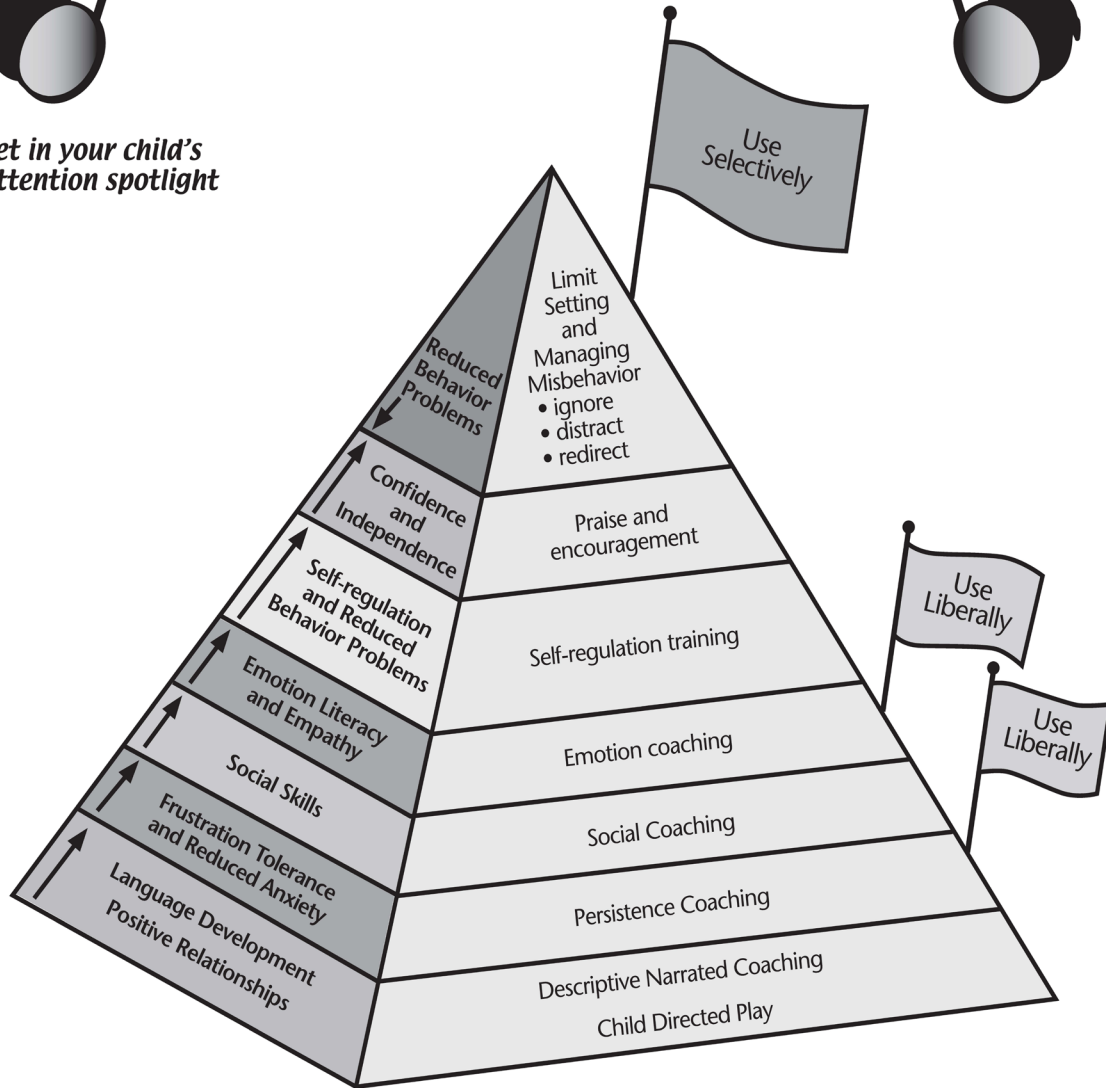 et in your child's
ttention spotlight
Use
Selectively
Limit
Setting
and
Managing
Misbehavior
• ignore
• distract
• redirect
Reduced
Behavior
Problems
Praise and
encouragement
Confidence
and
Independence
Use
Liberally
Self-regulation training
Self-regulation
and Reduced
Behavior Problems
Use
Liberally
Emotion coaching
Emotion Literacy
and Empathy
Social Coaching
Social Skills
Persistence Coaching
Frustration Tolerance
and Reduced Anxiety
Descriptive Narrated Coaching
Child Directed Play
Language Development
Positive Relationships